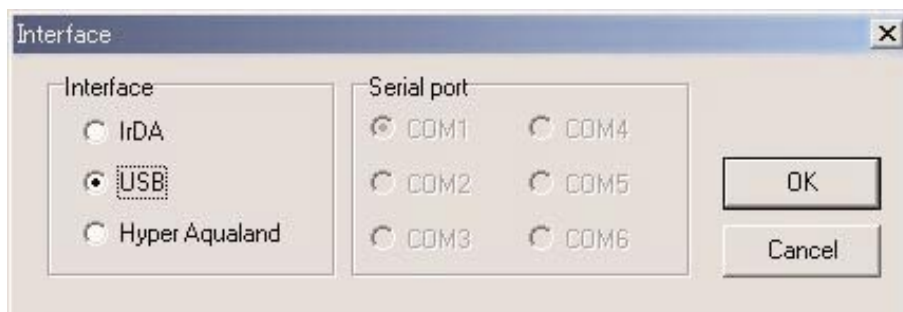 Interface
Interface
IrDA
USB
Hyper Aqualand
Serial port
COM1
COM2
COM3
COM4
COM5
COM6
OK
Cancel